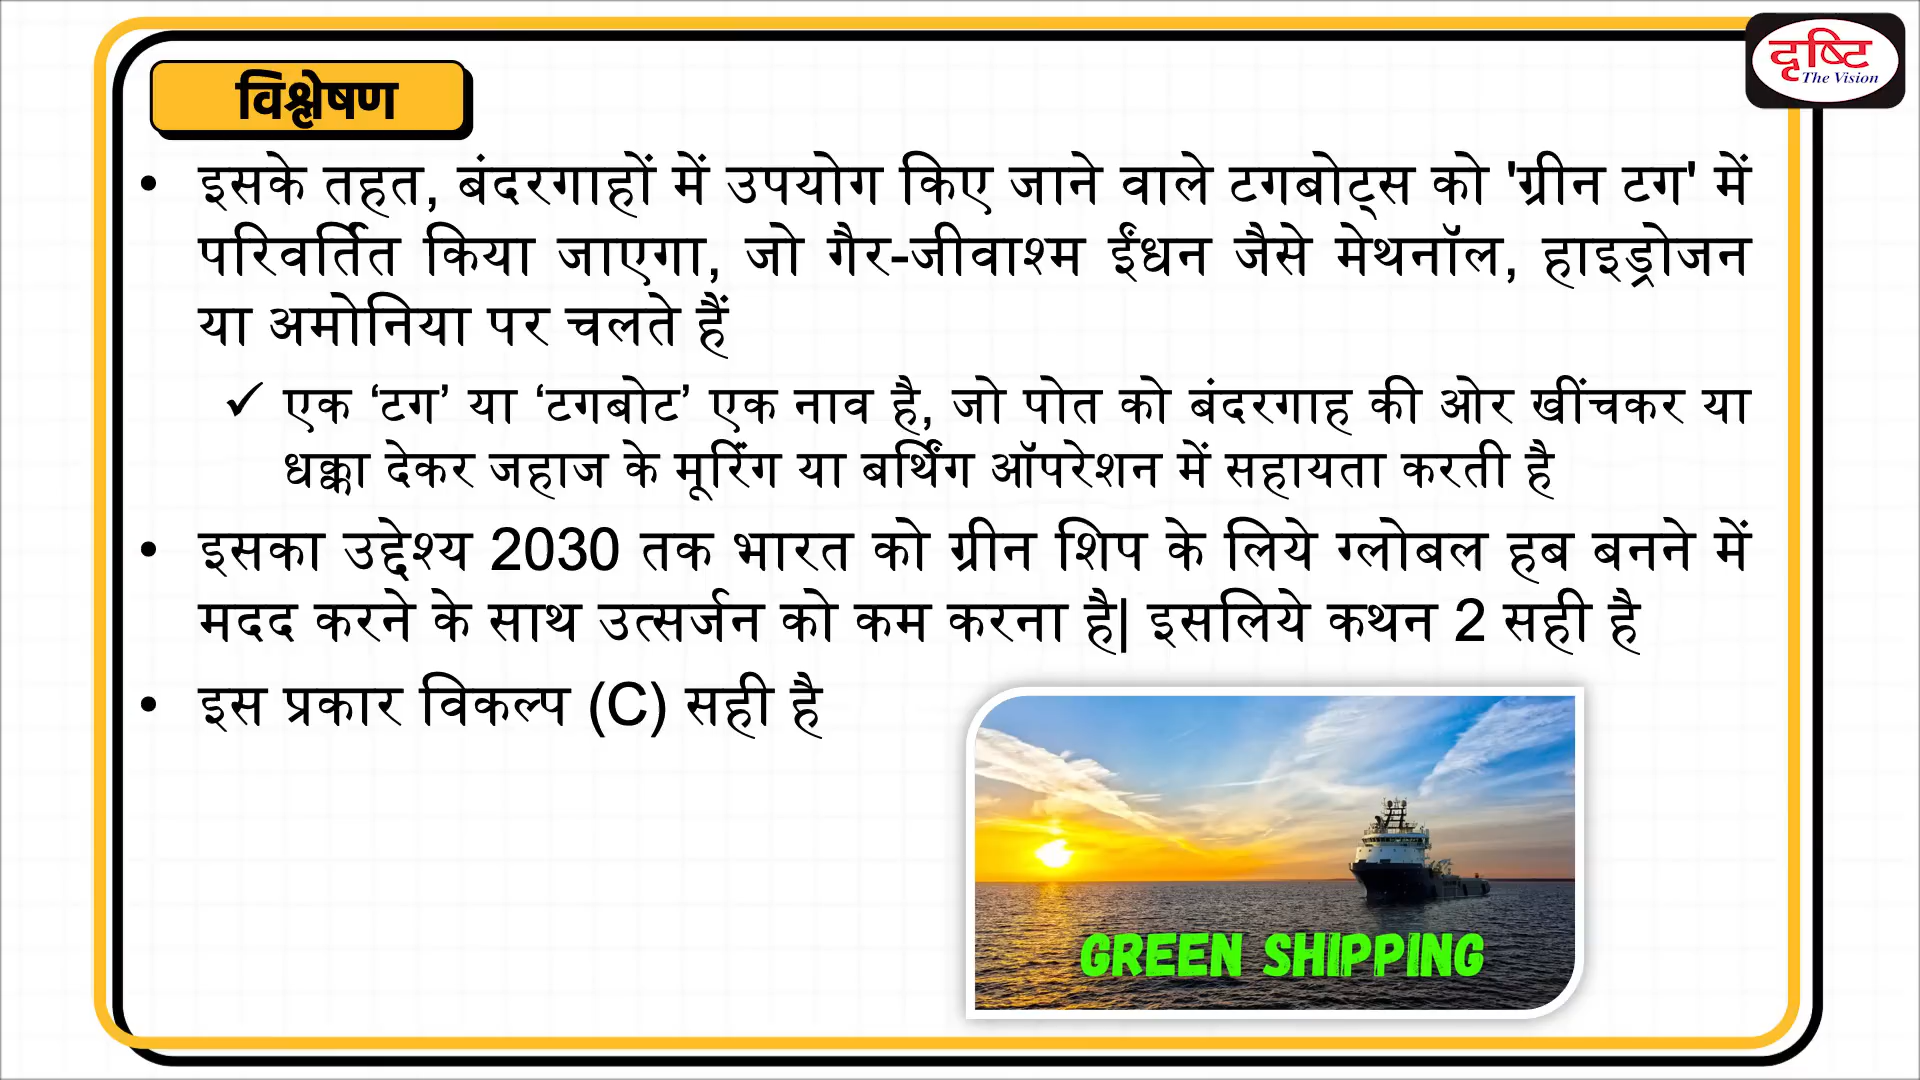 दृष्टि
The Vision
विश्लेषण
• इसके तहत, बंदरगाहों में उपयोग किए जाने वाले टगबोट्स को 'ग्रीन टग' में
परिवर्तित किया जाएगा, जो गैर-जीवाश्म ईंधन जैसे मेथनॉल, हाइड्रोजन
या अमोनिया पर चलते हैं
✓ एक ‘टग’ या ‘टगबोट’ एक नाव है, जो पोत को बंदरगाह की ओर खींचकर या
धक्का देकर जहाज के मूरिंग या बर्थिंग ऑपरेशन में सहायता करती है
• इसका उद्देश्य 2030 तक भारत को ग्रीन शिप के लिये ग्लोबल हब बनने में
मदद करने के साथ उत्सर्जन को कम करना है| इसलिये कथन 2 सही है
• इस प्रकार विकल्प (C) सही है
GREEN SHIPPING